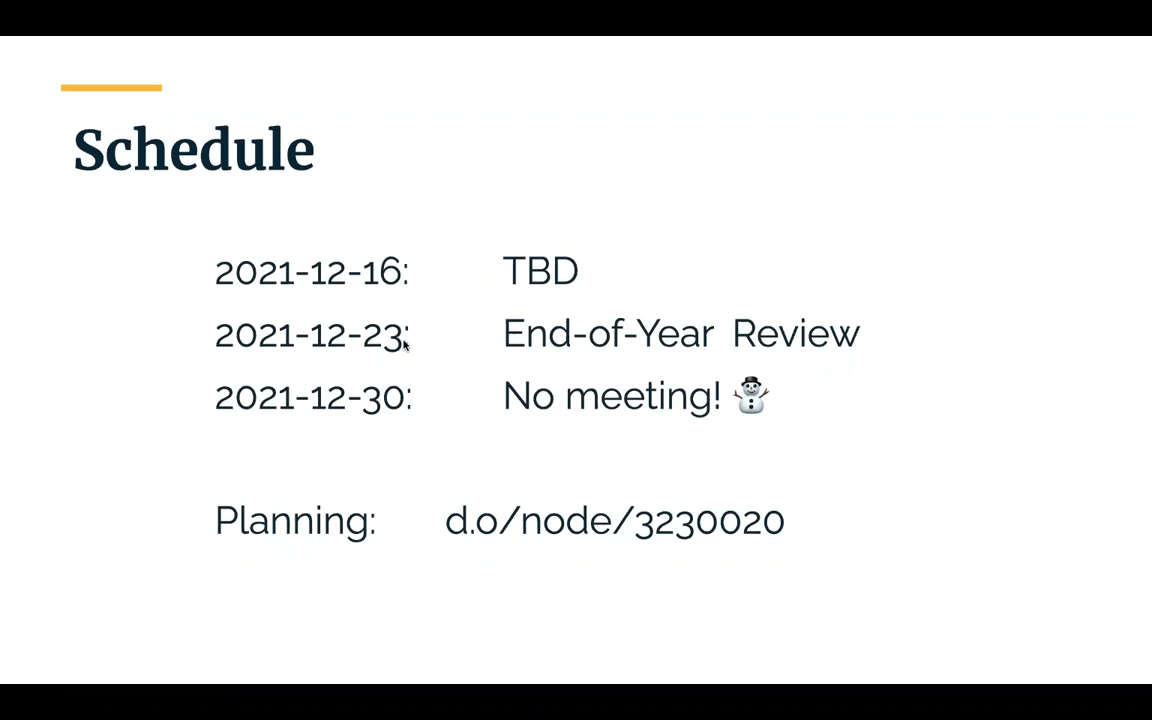 Schedule
2021-12-16: TBD
2021-12-23: End-of-Year Review
2021-12-30: No meeting! ⛄
Planning: d.o/node/3230020